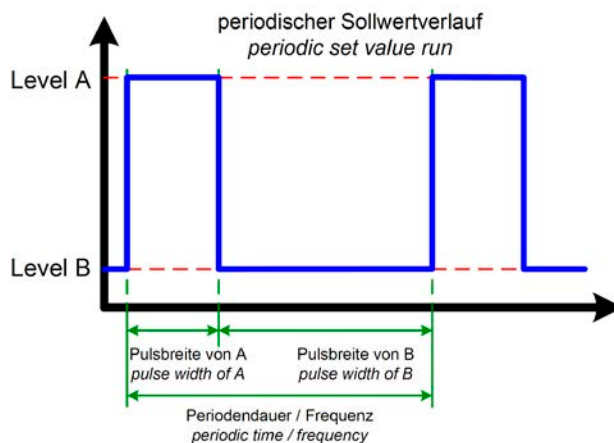 periodischer Sollwertverlauf
periodic set value run
Level A
Level B
Pulsbreite von A
pulse width of A
Pulsbreite von B
pulse width of B
Periodendauer / Frequenz
periodic time / frequency